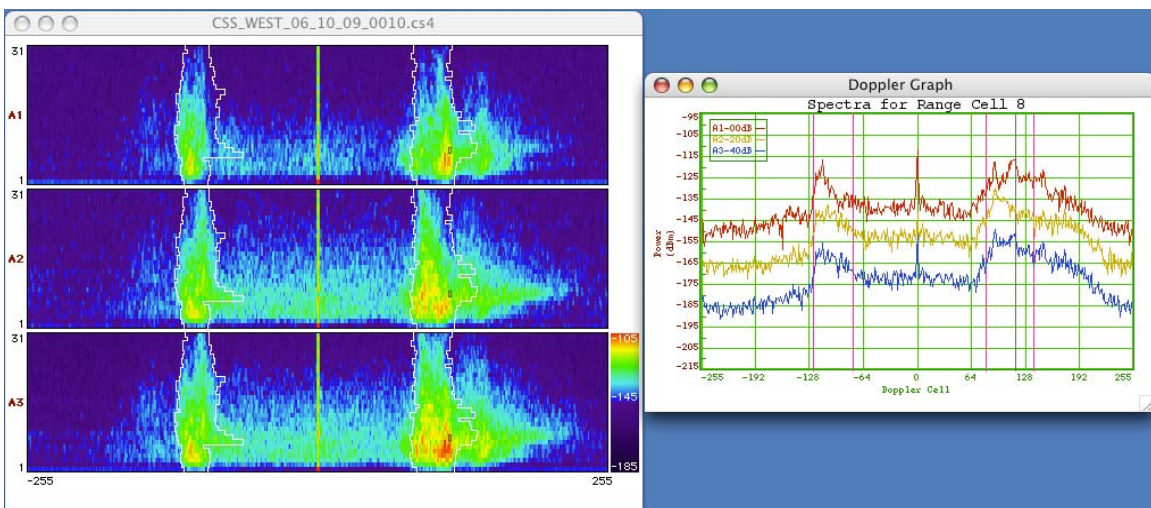 CSS_WEST_06_10_09_0010.cs4
31
A1
1
31
A2
1
31
A3
1
-255
255
-105
-145
-185
Doppler Graph
Spectra for Range Cell 8
A1-00dB
A2-20dB
A3-40dB
-95
-105
-115
-125
-135
-145
-155
-165
-175
-185
-195
-205
-215
Power
(dBm)
-255 -192 -128 -64 0 64 128 192 255
Doppler Cell